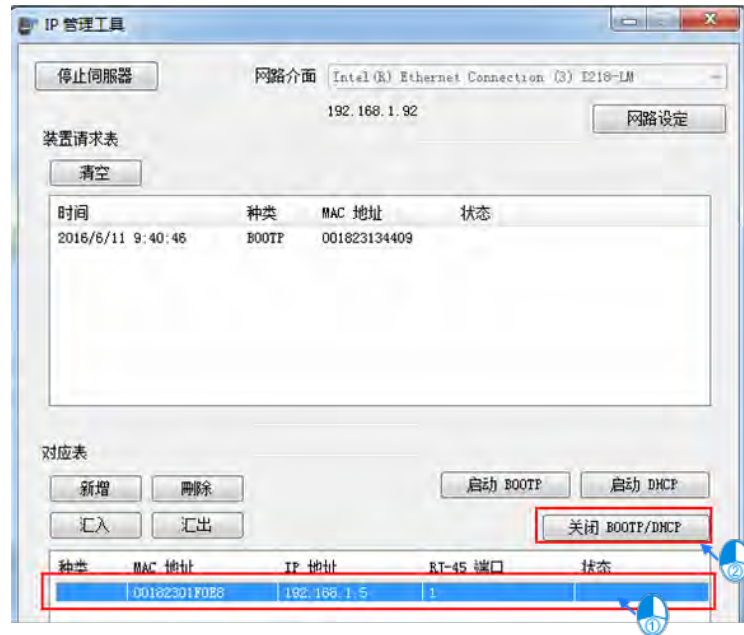 IP 管理工具
停止伺服器 网路介面 Intel(R) Ethernet Connection (3) I218-LM
192.168.1.92 网路设定
装置请求表
清空
时间 种类 MAC 地址 状态
2016/6/11 9:40:46 BOOTP 001823134409
对应表
新增 删除 启动 BOOTP 启动 DHCP
汇入 汇出 关闭 BOOTP/DHCP
种类 MAC 地址 IP 地址 RT-45 端口 状态
00182301F0E8 192.168.1.5 1
① ②